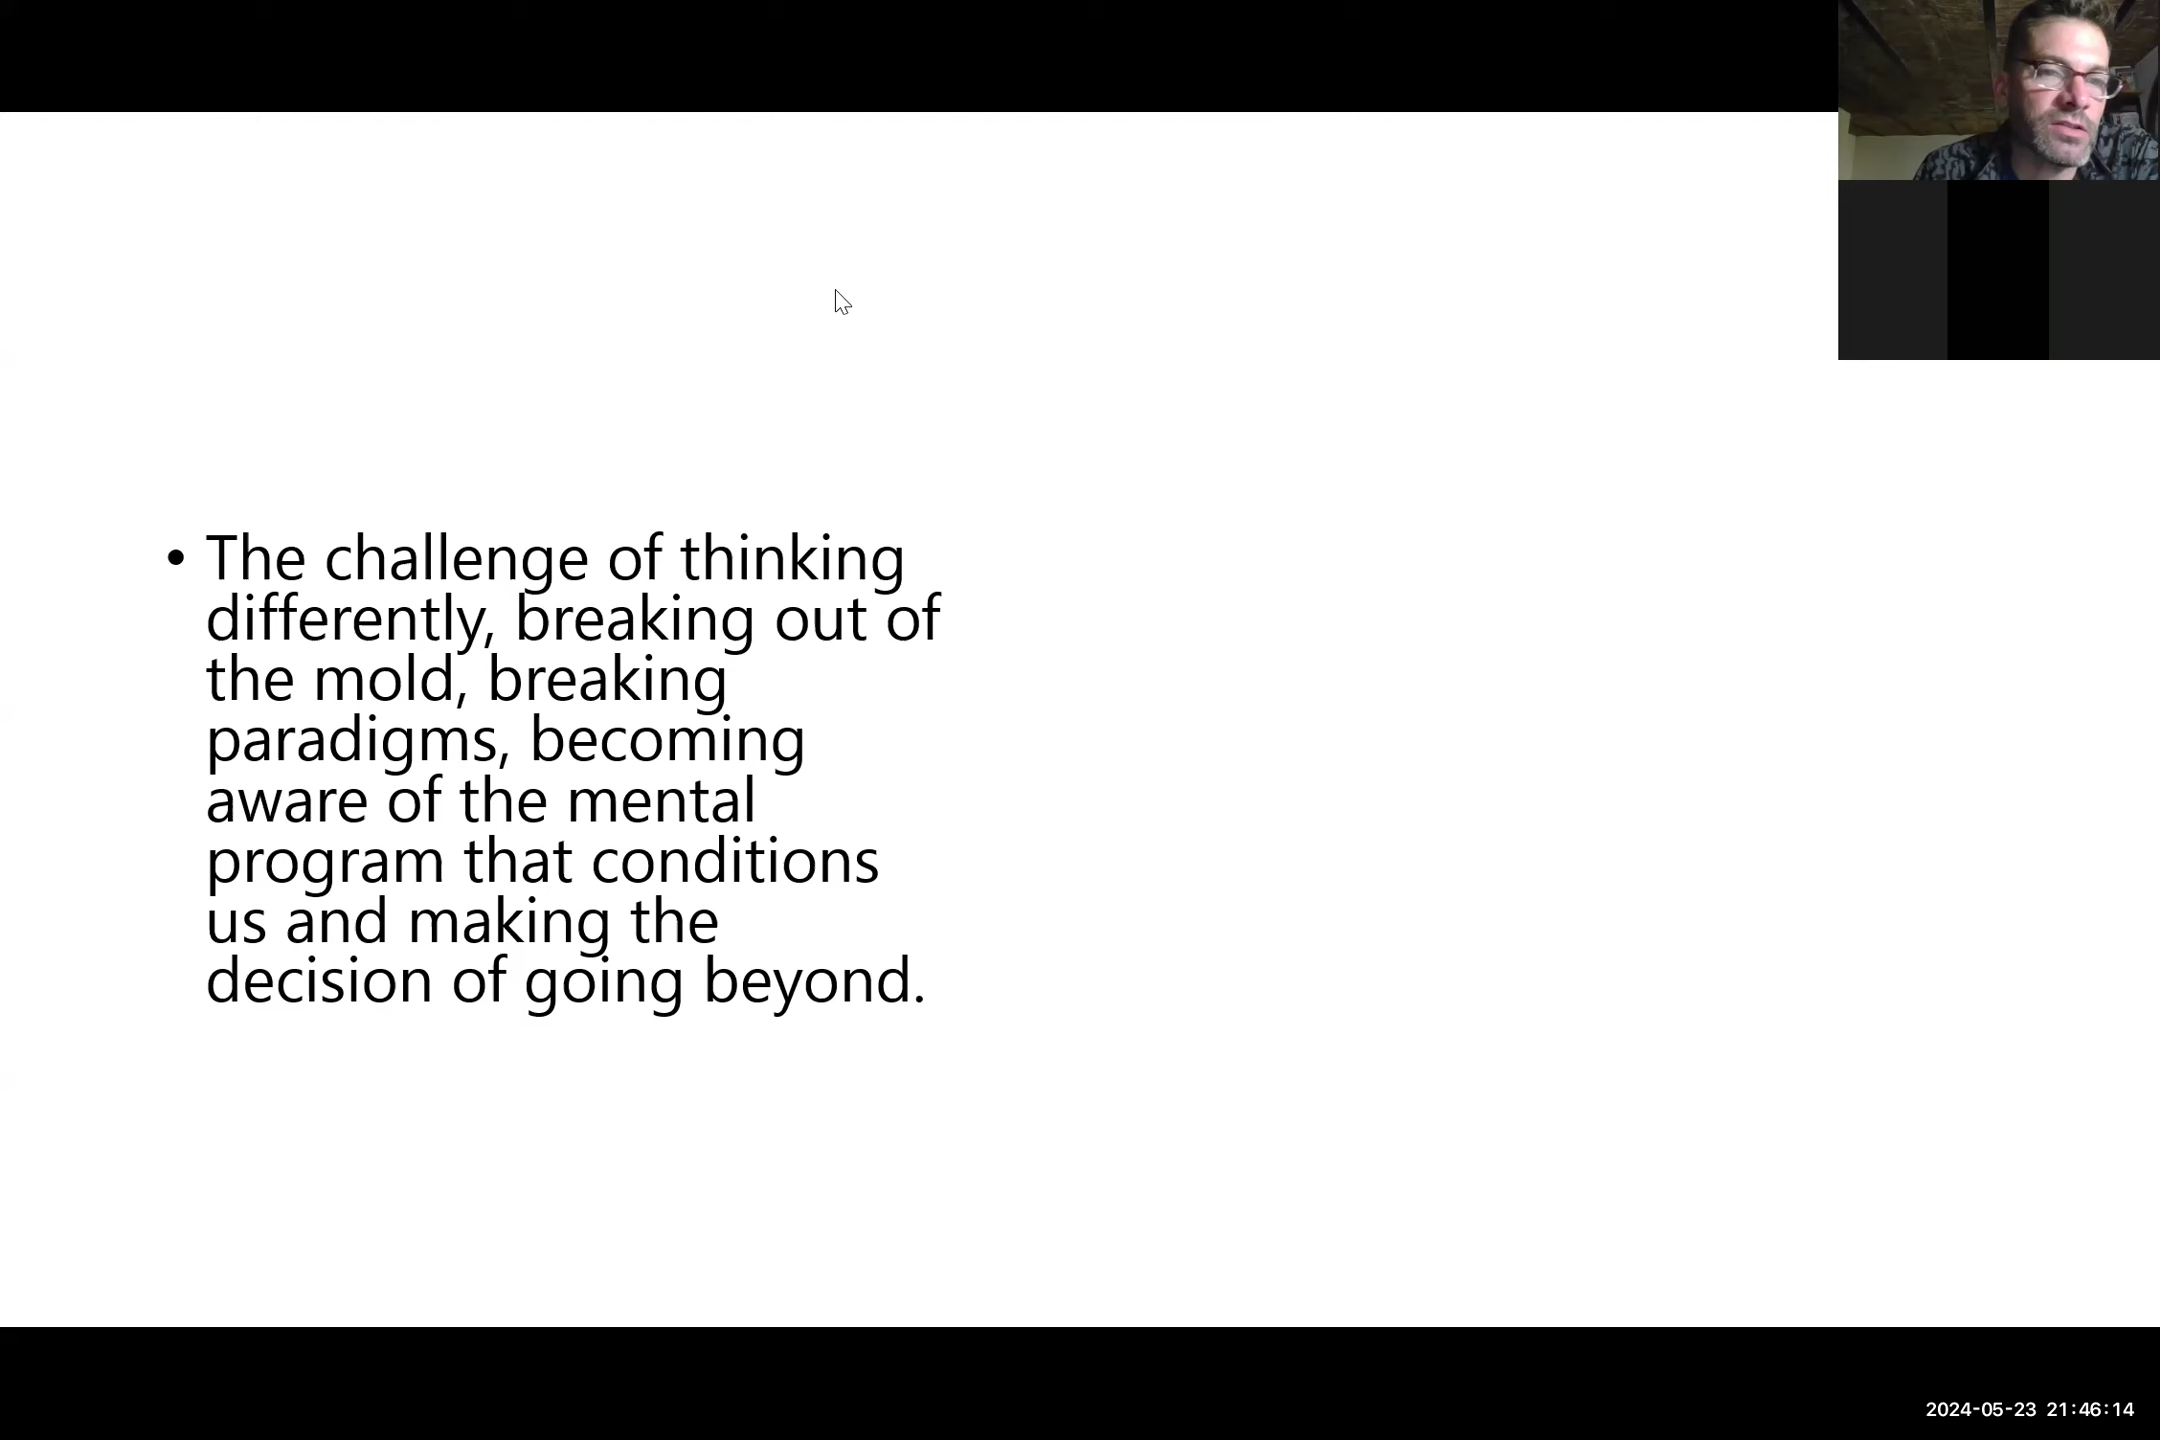 • The challenge of thinking
differently, breaking out of
the mold, breaking
paradigms, becoming
aware of the mental
program that conditions
us and making the
decision of going beyond.
2024-05-23 21:46:14